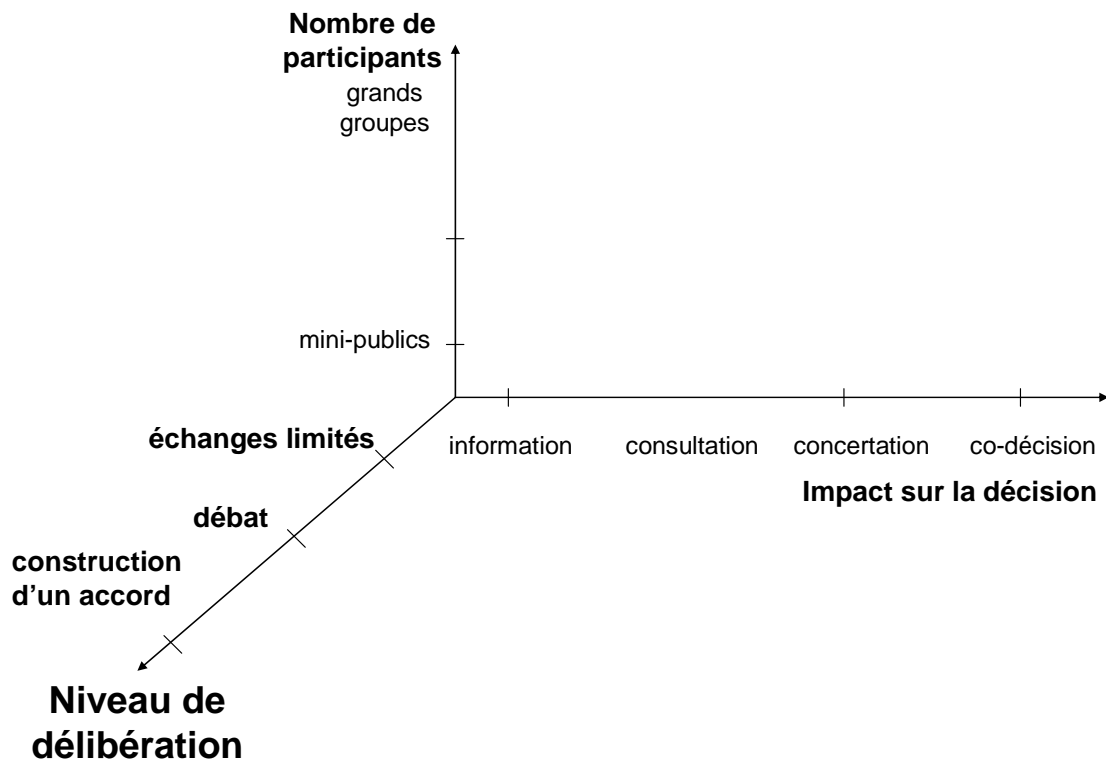 Nombre de
participants
grands
groupes
mini-publics
échanges limités
information
consultation
concertation
co-décision
Impact sur la décision
débat
construction
d'un accord
Niveau de
délibération